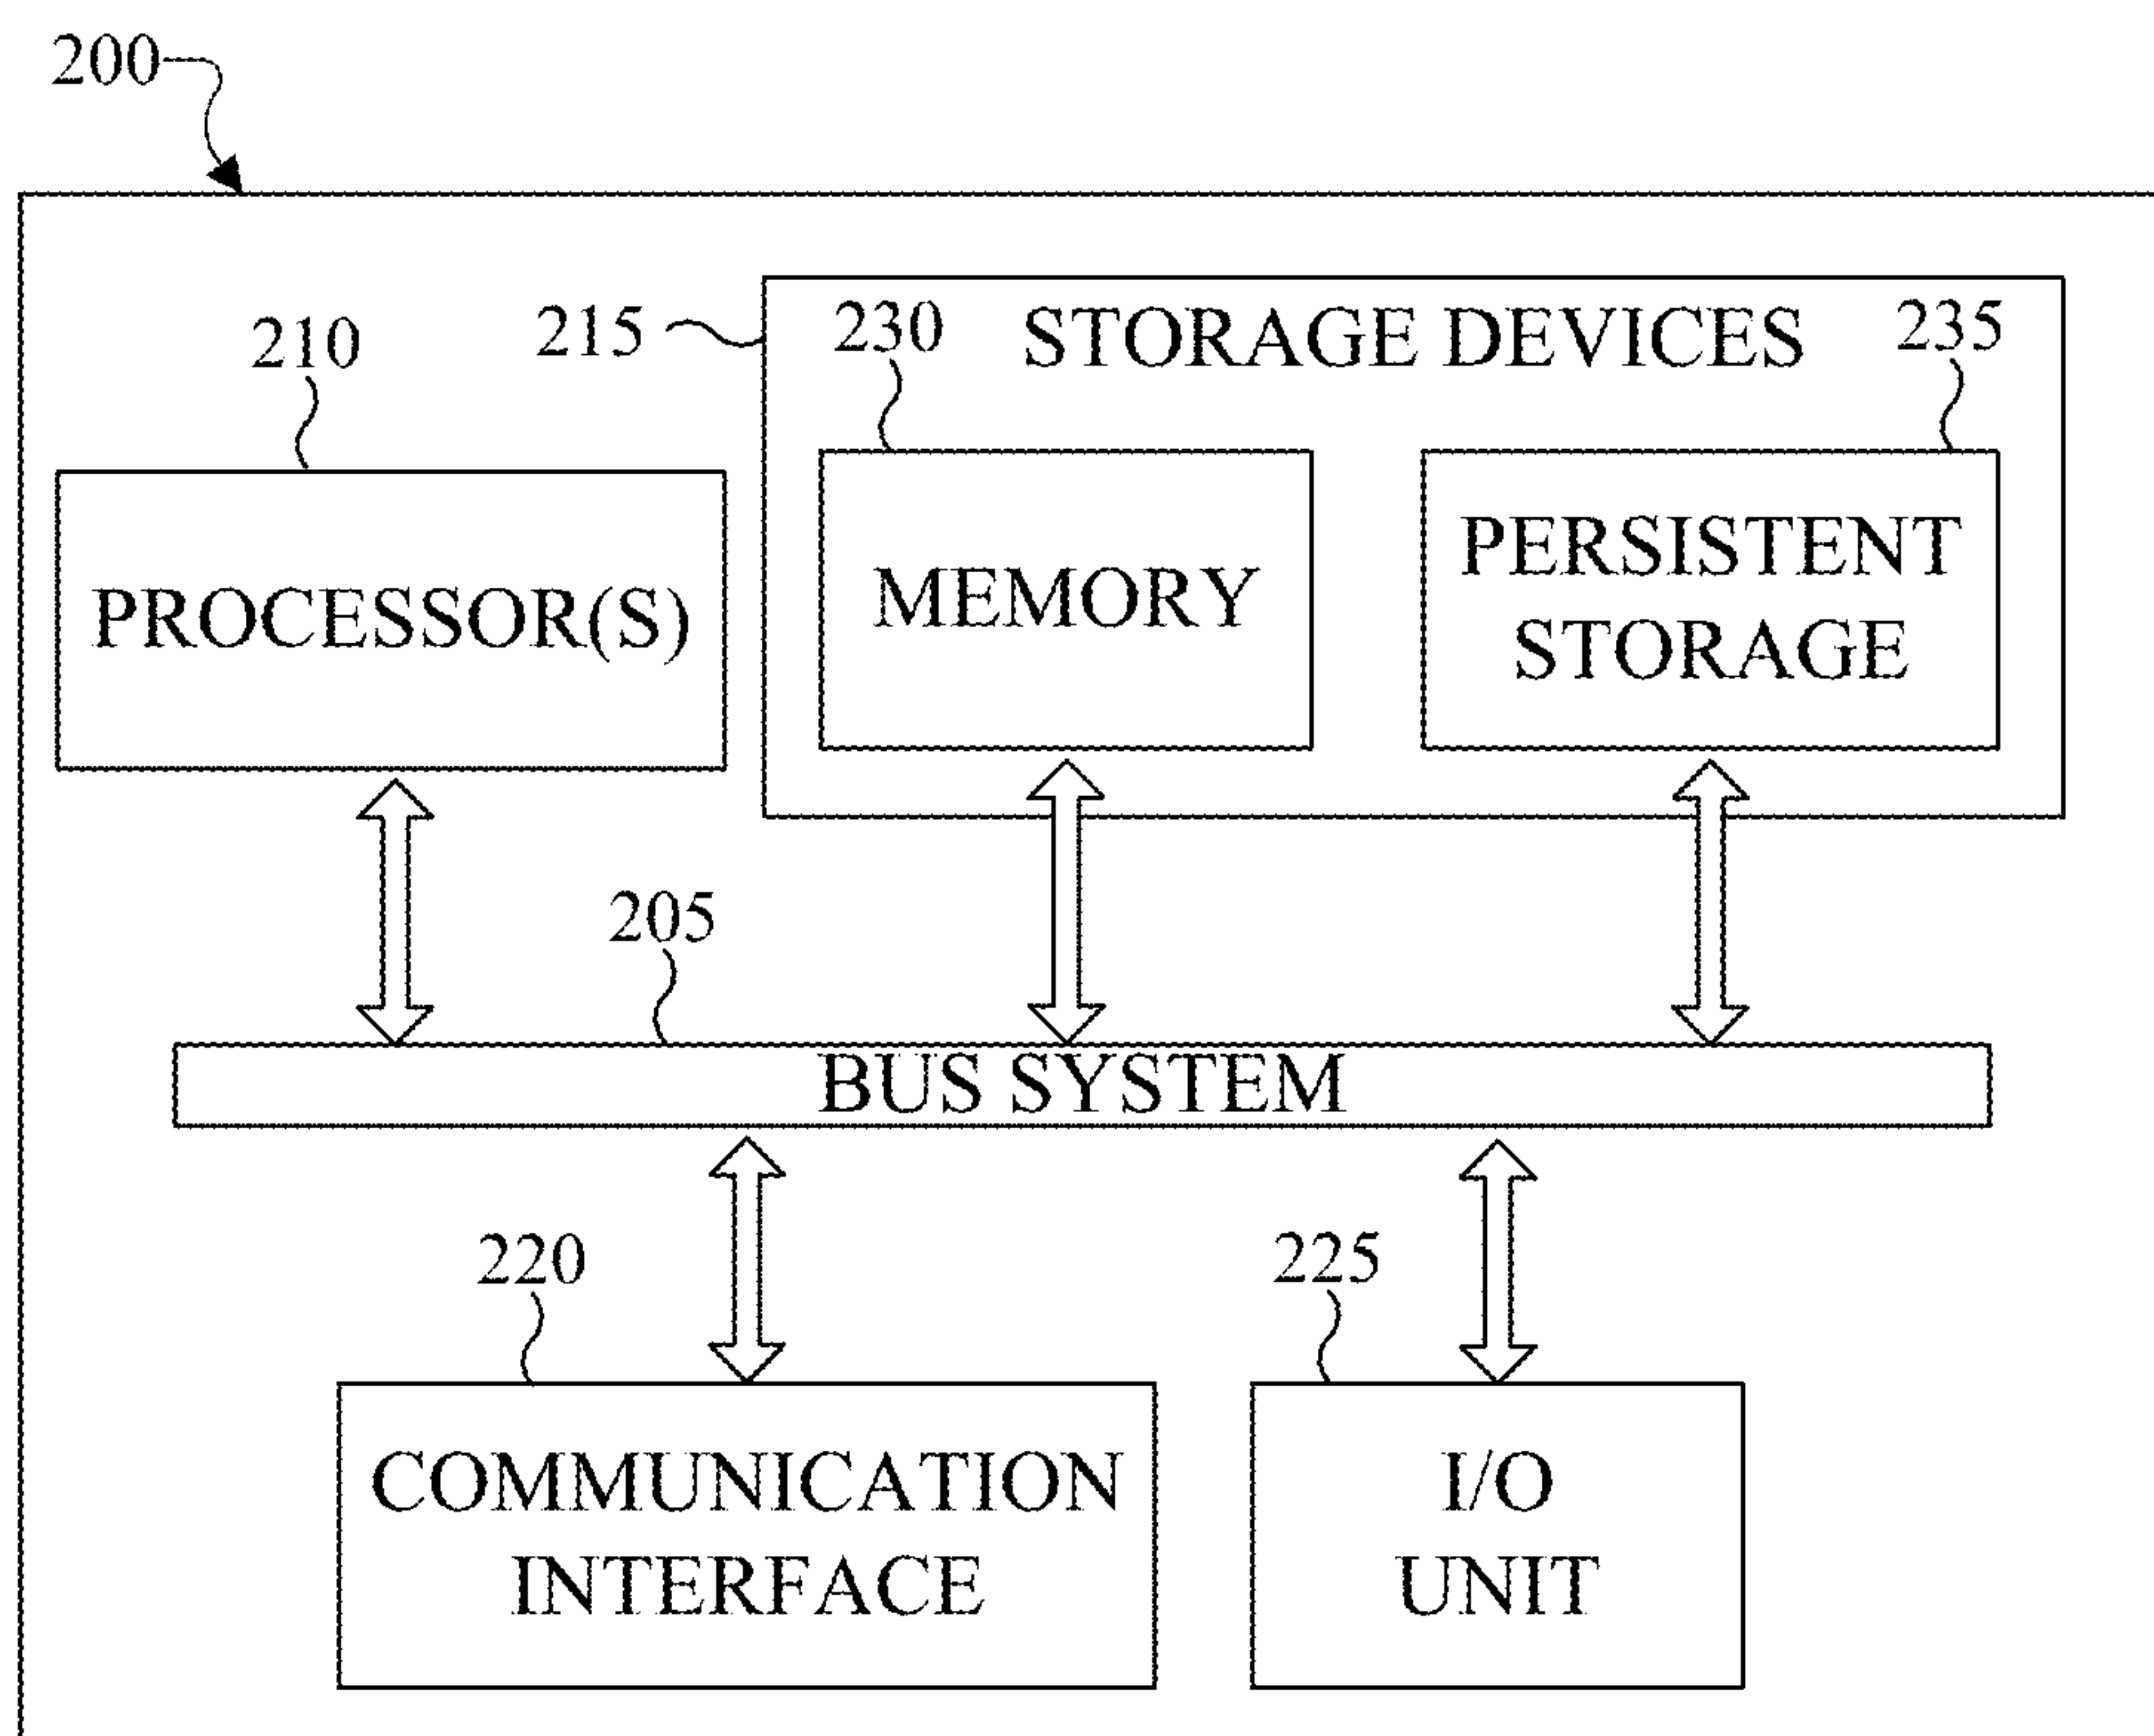 200
210
215
230
STORAGE DEVICES
235
PROCESSOR(S)
MEMORY
PERSISTENT
STORAGE
205
BUS SYSTEM
220
225
COMMUNICATION
INTERFACE
I/O
UNIT